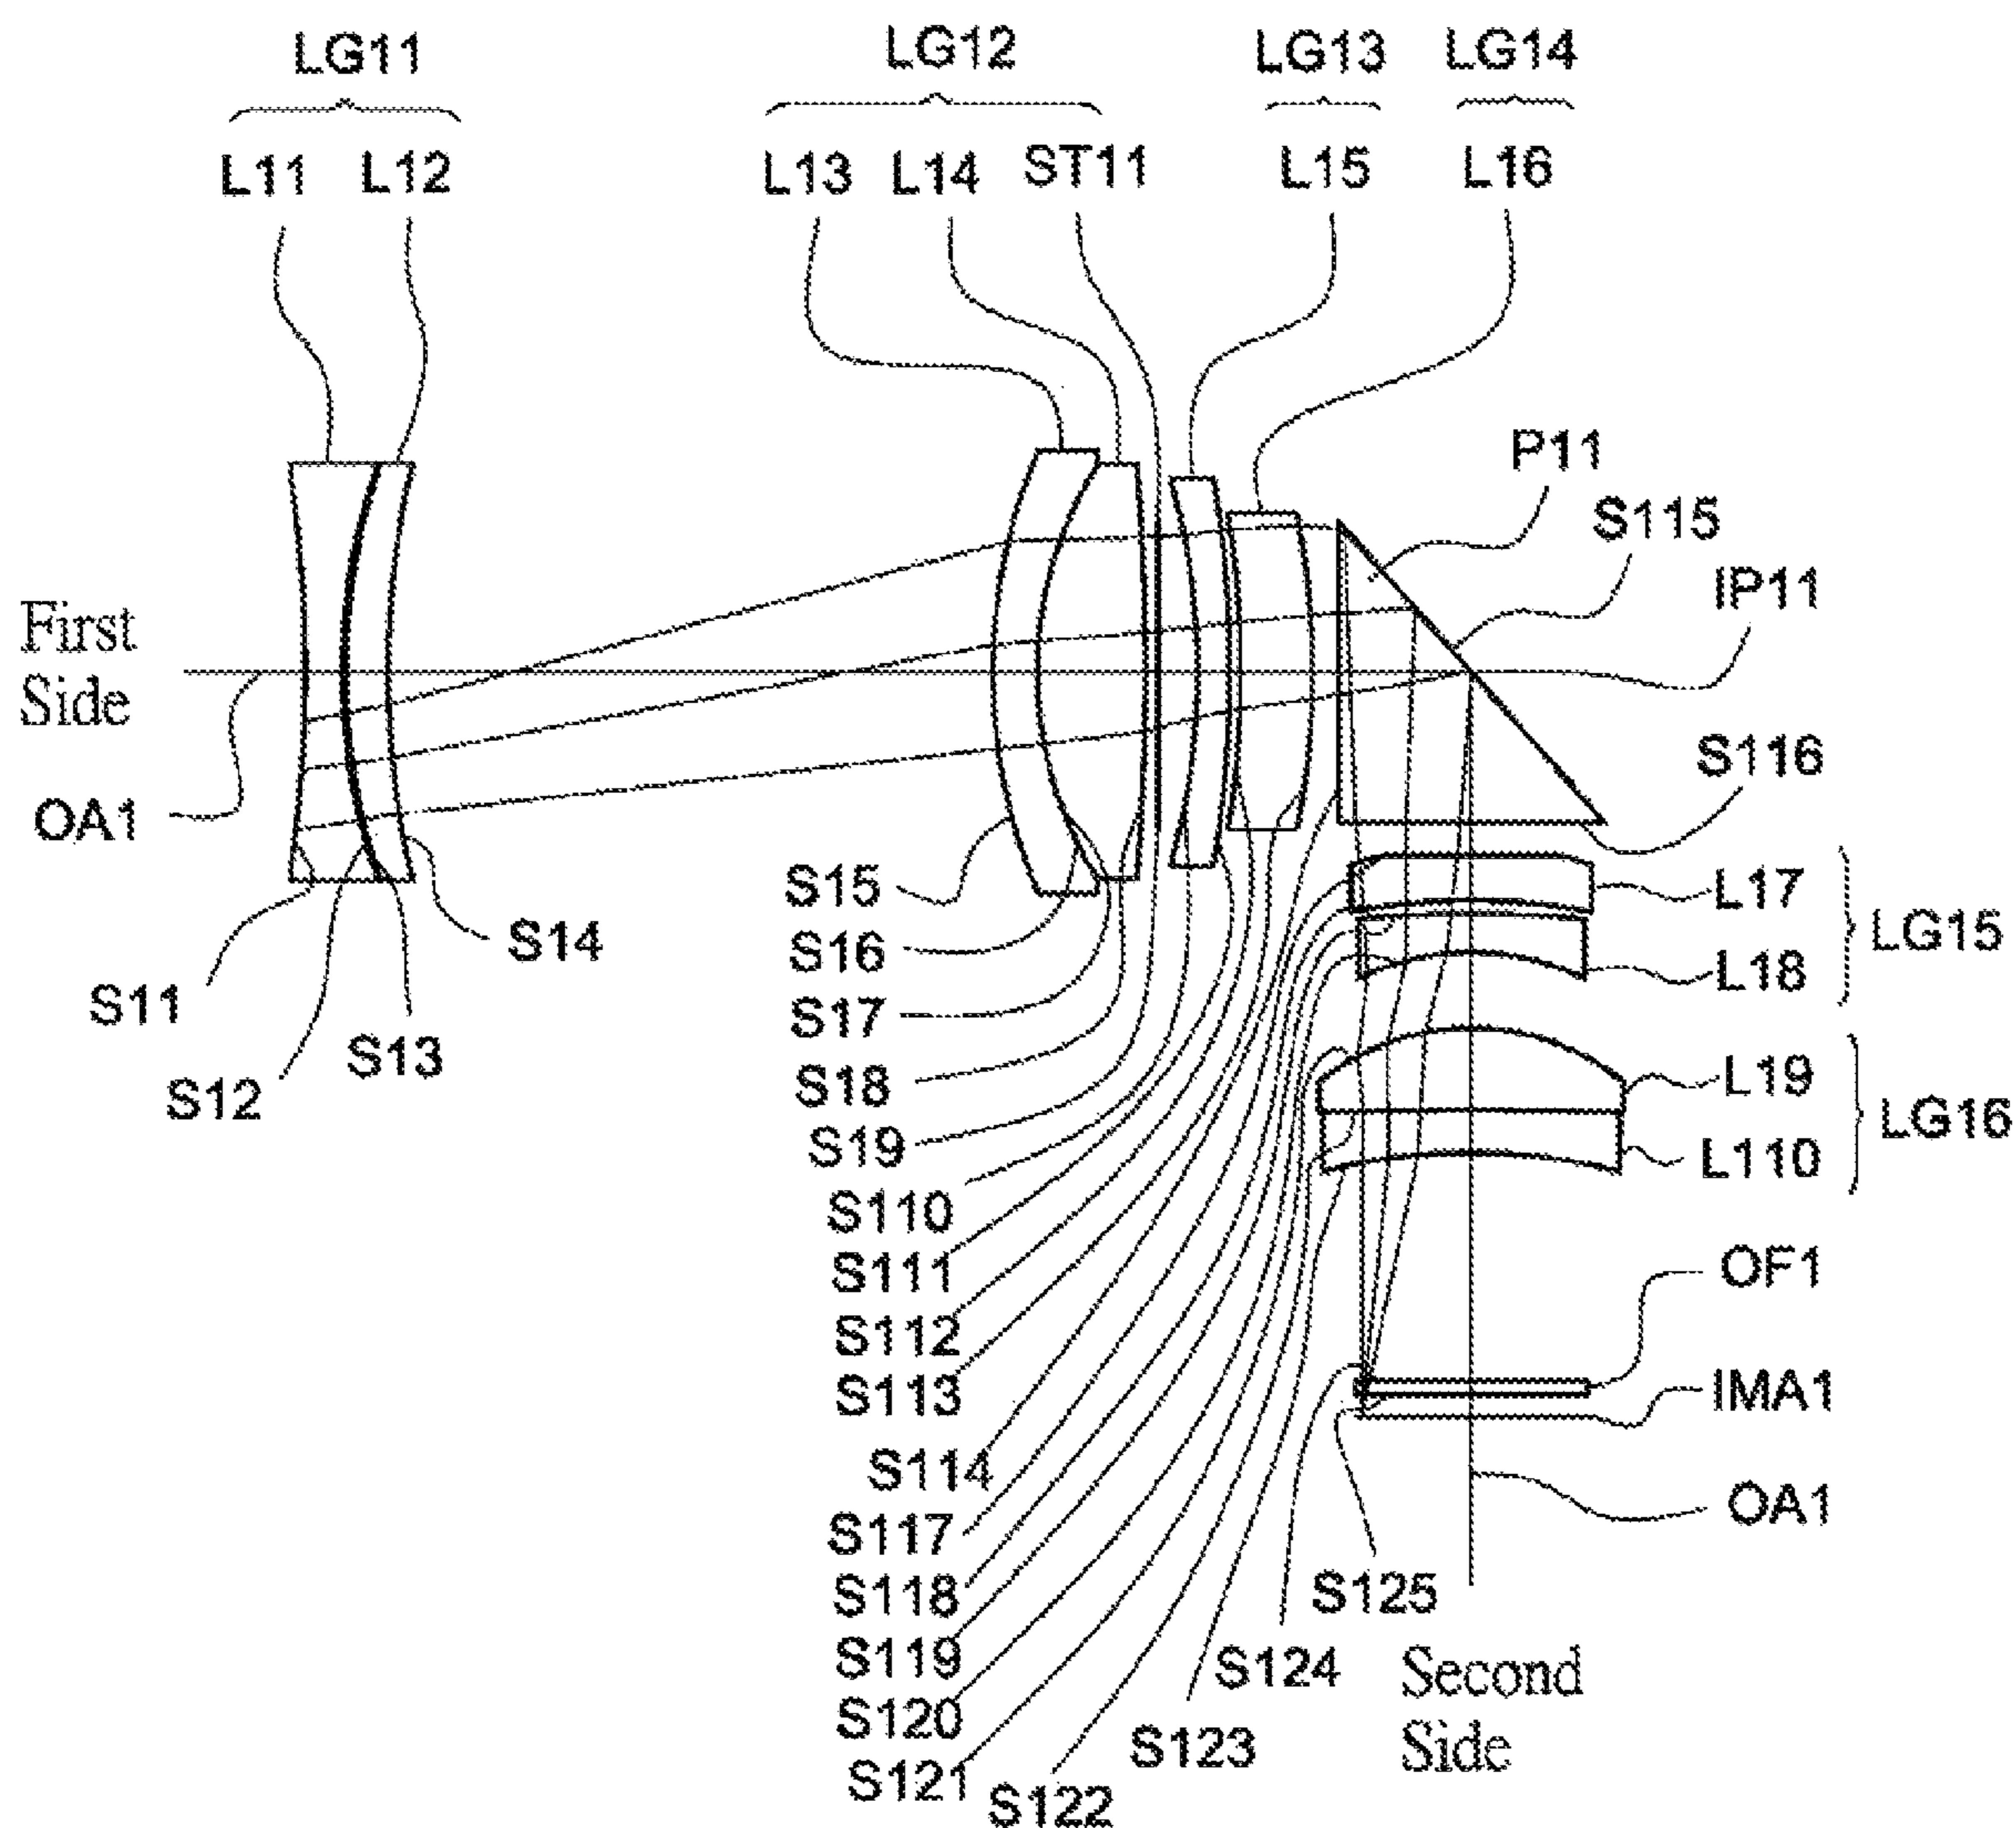 LG11 LG12 LG13 LG14
L11 L12 L13 L14 ST11 L15 L16
P11
S115
IP11
First
Side
S116
OA1
S15
L17
S14
S16
LG15
S11
S17
L18
S13
S12
S18
L19
S19
LG16
L110
S110
S111
OF1
S112
S113
IMA1
S114
OA1
S117
S118
S125
S119
S124
Second
Side
S120
S123
S121
S122